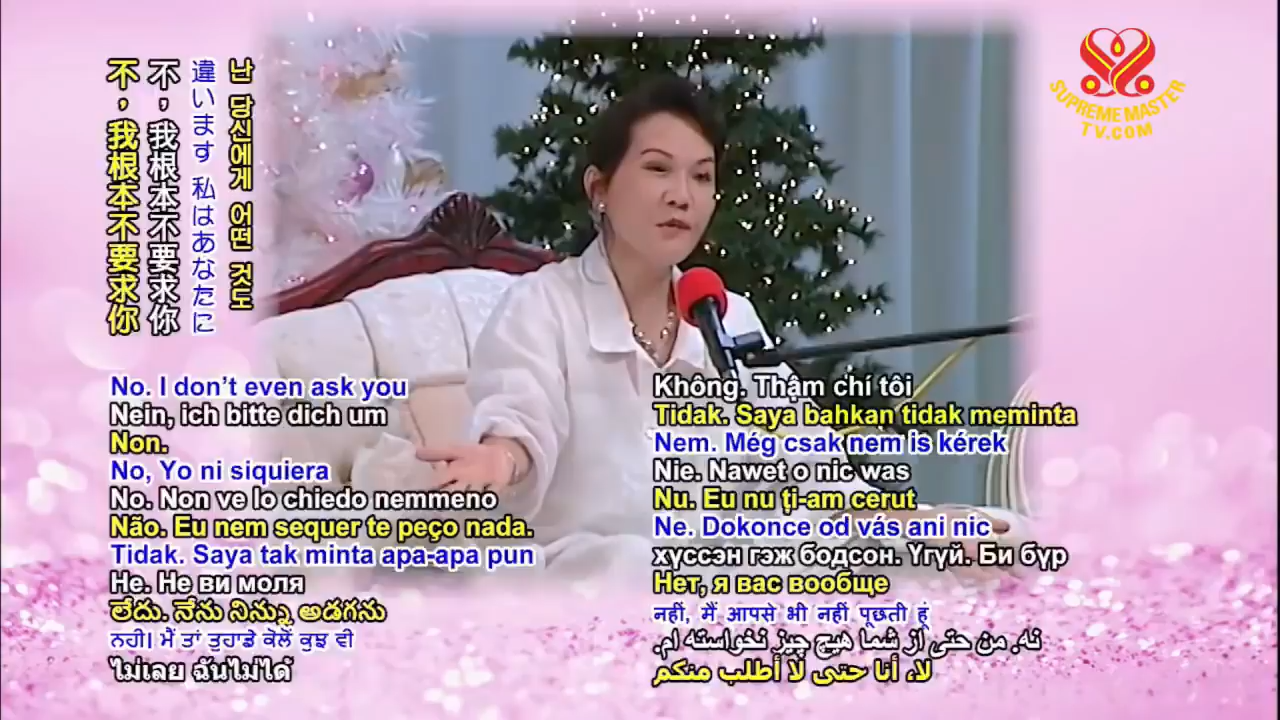 난 당신에게 어떤 것도
違います 私はあなたに
不，我根本不要求你
不，我根本不要求你
SUPREME MASTER
TV.COM
No. I don't even ask you
Nein, ich bitte dich um
Non.
No, Yo ni siquiera
No. Non ve lo chiedo nemmeno
Não. Eu nem sequer te peço nada.
Tidak. Saya tak minta apa-apa pun
Не. Не ви моля
లేదు. నేను నిన్ను అడగను
ਨਹੀ। ਮੈਂ ਤਾਂ ਤੁਹਾਡੇ ਕੋਲੋਂ ਕੁਝ ਵੀ
ไม่เลย ฉันไม่ได้
Không. Thậm chí tôi
Tidak. Saya bahkan tidak meminta
Nem. Még csak nem is kérek
Nie. Nawet o nic was
Nu. Eu nu ți-am cerut
Ne. Dokonce od vás ani nic
хүссэн гэж бодсон. Үгүй. Би бүр
Нет, я вас вообще
नहीं, मैं आपसे भी नहीं पूछती हूं
نه. من حتی از شما هیچ چیز نخواسته ام.
لا، أنا حتى لا أطلب منكم